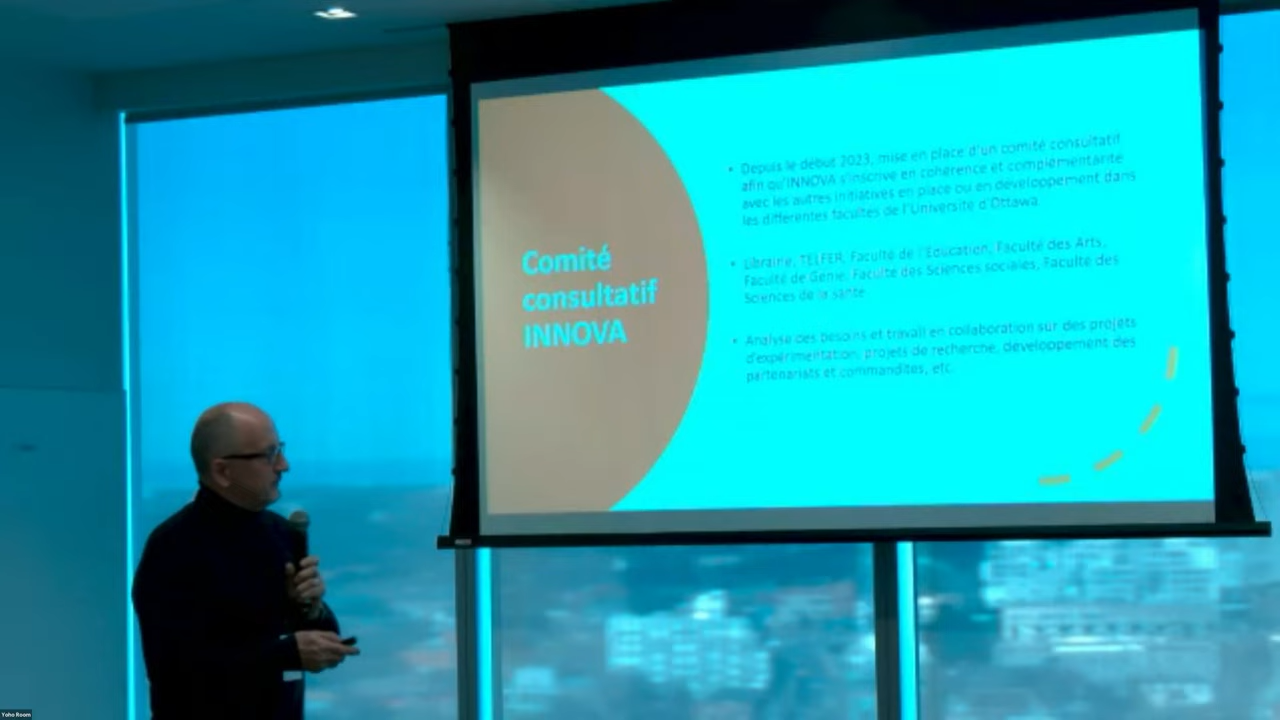 Comité
consultatif
INNOVA
• Depuis le début 2023, mise en place d'un comité consultatif
afin qu'INNOVA s'inscrive en cohérence et complémentarité
avec les autres initiatives en place ou en développement dans
les différentes facultés de l'Université d'Ottawa.
• Librairie, TELFER, Faculté de l'Éducation, Faculté des Arts,
Faculté de Génie, Faculté des Sciences sociales, Faculté des
Sciences de la santé
• Analyse des besoins et travail en collaboration sur des projets
d'expérimentation, projets de recherche, développement des
partenariats et commandites, etc.
Yoho Room